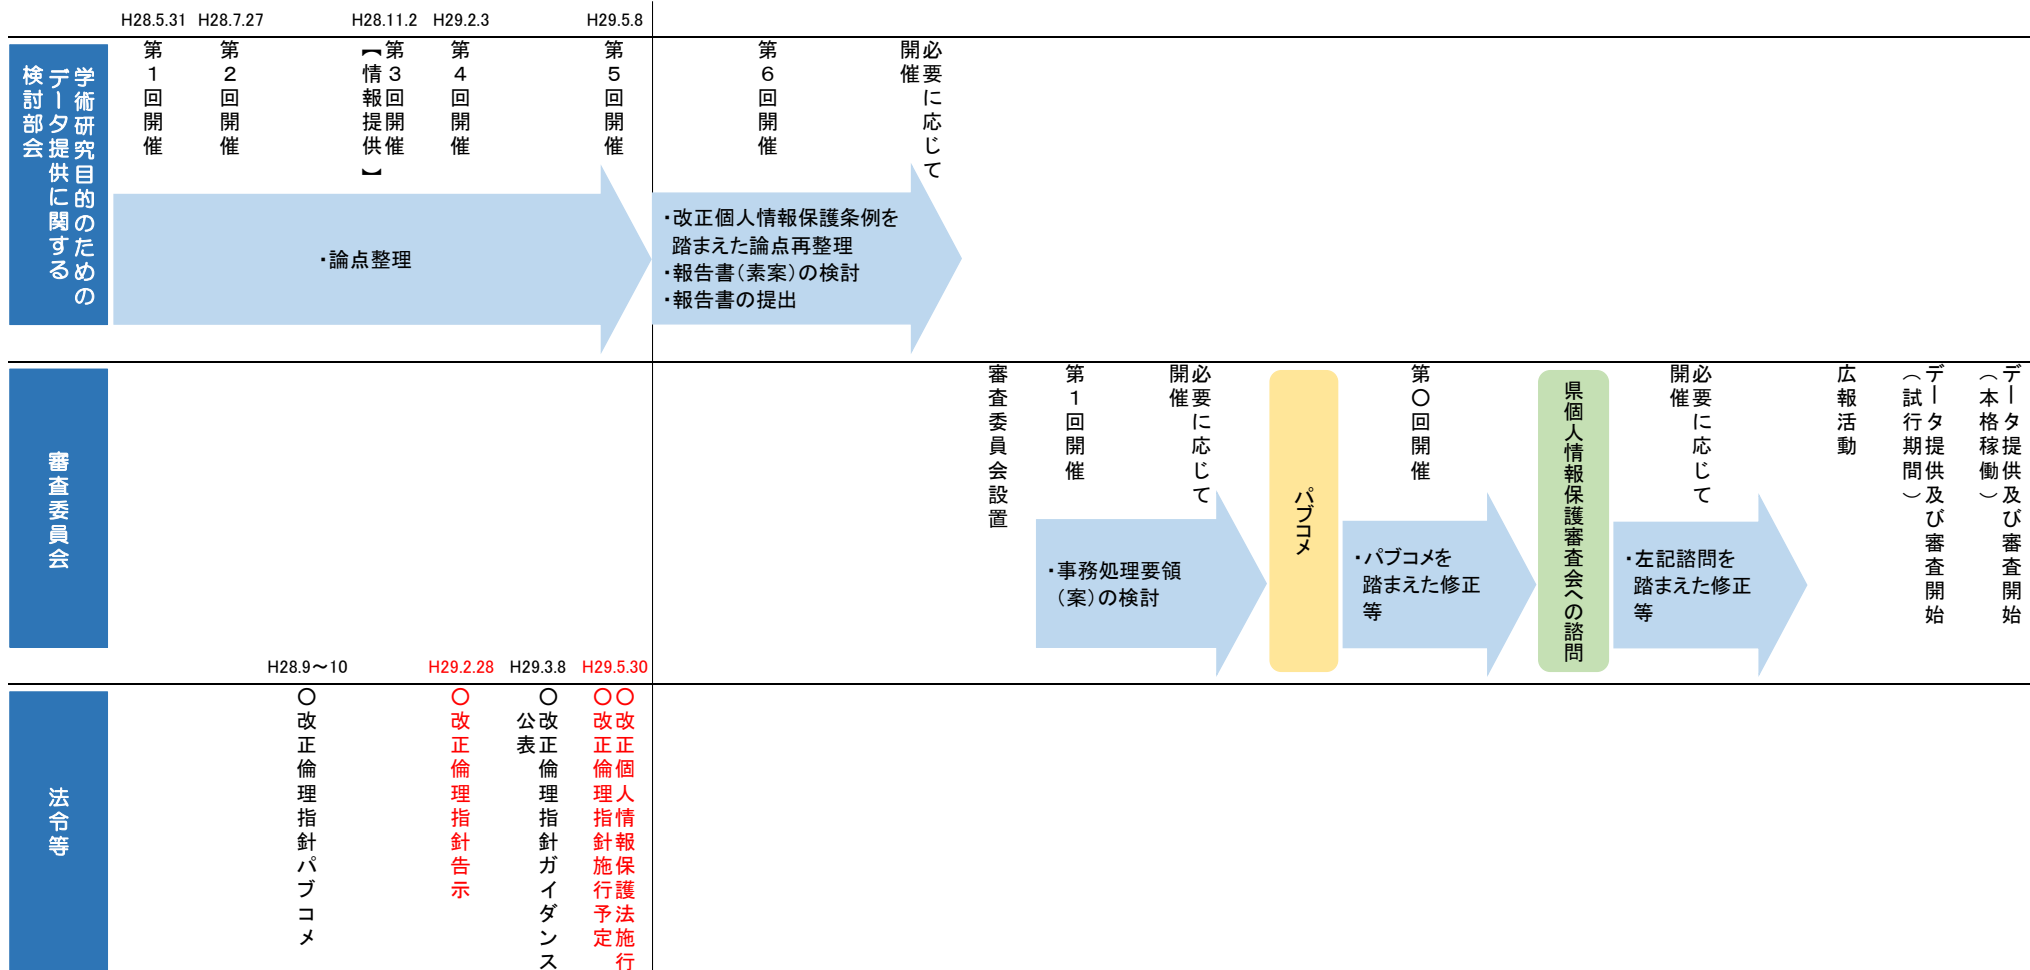 H28.5.31
H28.7.27
H28.11.2
H29.2.3
H29.5.8
学術研究目的のための
データ提供に関する
検討部会
第1回開催
第2回開催
第3回開催
【情報提供】
第4回開催
第5回開催
第6回開催
必要に応じて
開催
・論点整理
・改正個人情報保護条例を
踏まえた論点再整理
・報告書（素案）の検討
・報告書の提出
審査委員会
審査委員会設置
第1回開催
必要に応じて
開催
・事務処理要領
（案）の検討
パブコメ
第〇回開催
・パブコメを
踏まえた修正
等
県個人情報保護審査会への諮問
必要に応じて
開催
・左記諮問を
踏まえた修正
等
広報活動
データ提供及び審査開始
（試行期間）
データ提供及び審査開始
（本格稼働）
H28.9～10
H29.2.28
H29.3.8
H29.5.30
法令等
〇改正倫理指針パブコメ
〇改正倫理指針告示
〇改正倫理指針ガイダンス
公表
〇改正個人情報保護法施行
〇改正倫理指針施行予定